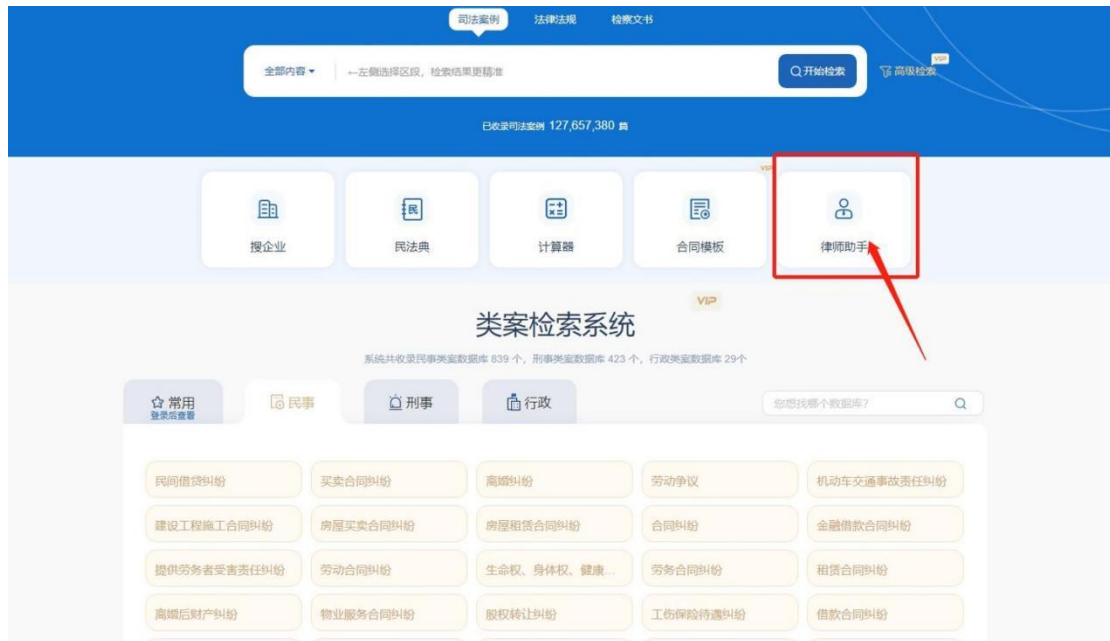 司法案例 法律法规 检察文书
全部内容 ←左侧选择区段，检索结果更精准 开始检索 高级检索 VIP
已收录司法案例 127,657,380 篇
VIP
民
搜企业 民法典 计算器 合同模板 律师助手
类案检索系统 VIP
系统共收录民事类案数据库 839 个，刑事类案数据库 423 个，行政类案数据库 29个
常用 民事 刑事 行政 您想找哪个数据库?
登录后查看
民间借贷纠纷 买卖合同纠纷 离婚纠纷 劳动争议 机动车交通事故责任纠纷
建设工程施工合同纠纷 房屋买卖合同纠纷 房屋租赁合同纠纷 合同纠纷 金融借款合同纠纷
提供劳务者受害责任纠纷 劳动合同纠纷 生命权、身体权、健康... 劳务合同纠纷 租赁合同纠纷
离婚后财产纠纷 物业服务合同纠纷 股权转让纠纷 工伤保险待遇纠纷 借款合同纠纷